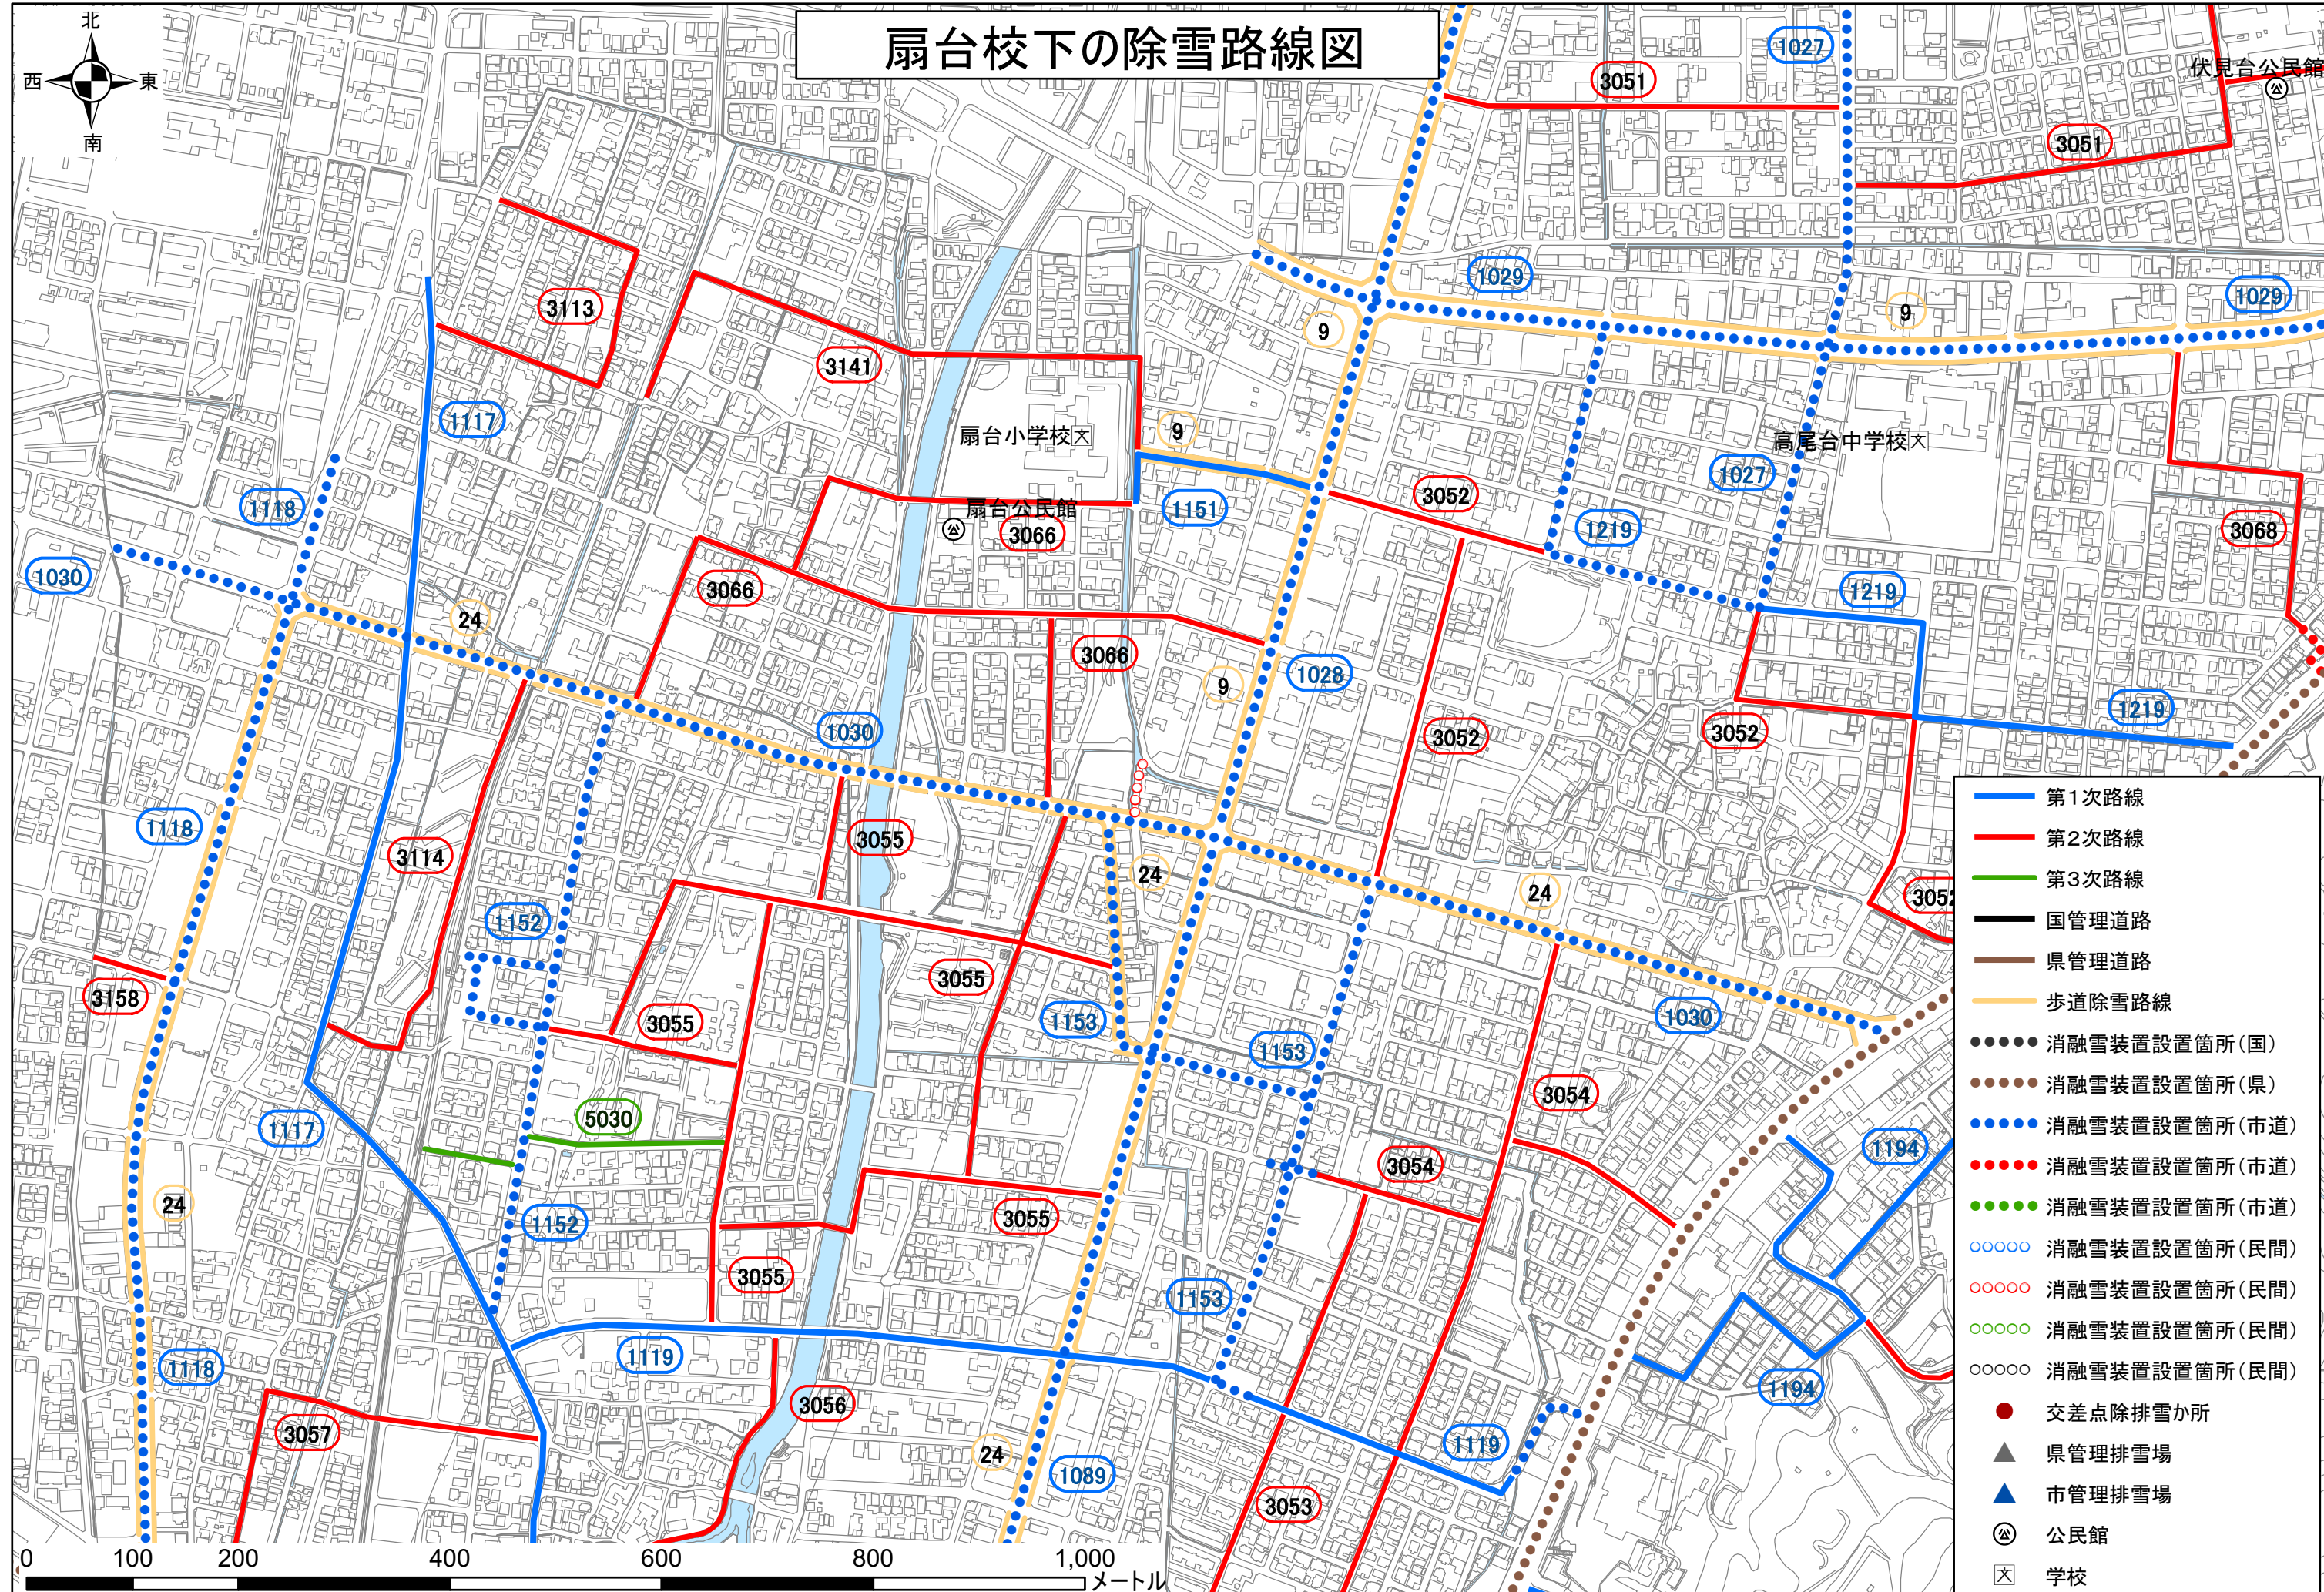 扇台校下の除雪路線図
北
西
東
南
1027
伏見台公民館
3051
3051
1029
1029
3113
9
9
3141
1117
扇台小学校
文
9
高尾台中学校
文
1027
3052
1118
扇台公民館
公
1151
1219
3068
3066
1030
3066
1219
24
3066
1028
9
1219
1030
3052
3052
1118
3055
3114
24
24
3052
1152
3055
3158
3055
1153
1030
1153
3054
5030
1117
1194
3054
24
1152
3055
3055
1153
1119
1118
1194
3056
3057
1119
24
1089
3053
第1次路線
第2次路線
第3次路線
国管理道路
県管理道路
歩道除雪路線
消融雪装置設置箇所(国)
消融雪装置設置箇所(県)
消融雪装置設置箇所(市道)
消融雪装置設置箇所(市道)
消融雪装置設置箇所(市道)
消融雪装置設置箇所(民間)
消融雪装置設置箇所(民間)
消融雪装置設置箇所(民間)
消融雪装置設置箇所(民間)
交差点除排雪か所
県管理排雪場
市管理排雪場
公 公民館
文 学校
0 100 200 400 600 800 1,000
メートル